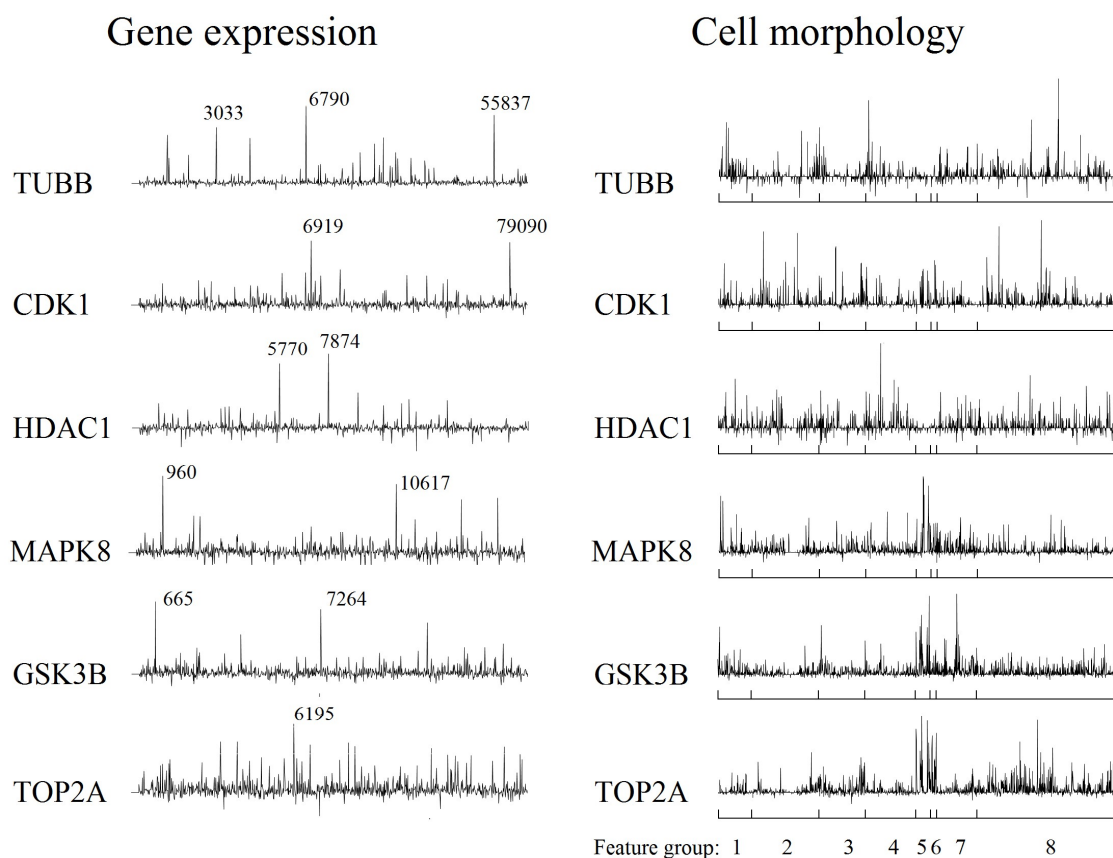 Gene expression
Cell morphology
3033
6790
55837
TUBB
TUBB
6919
79090
CDK1
CDK1
5770
7874
HDAC1
HDAC1
960
10617
MAPK8
MAPK8
665
7264
GSK3B
GSK3B
6195
TOP2A
TOP2A
Feature group: 1 2 3 4 5 6 7 8